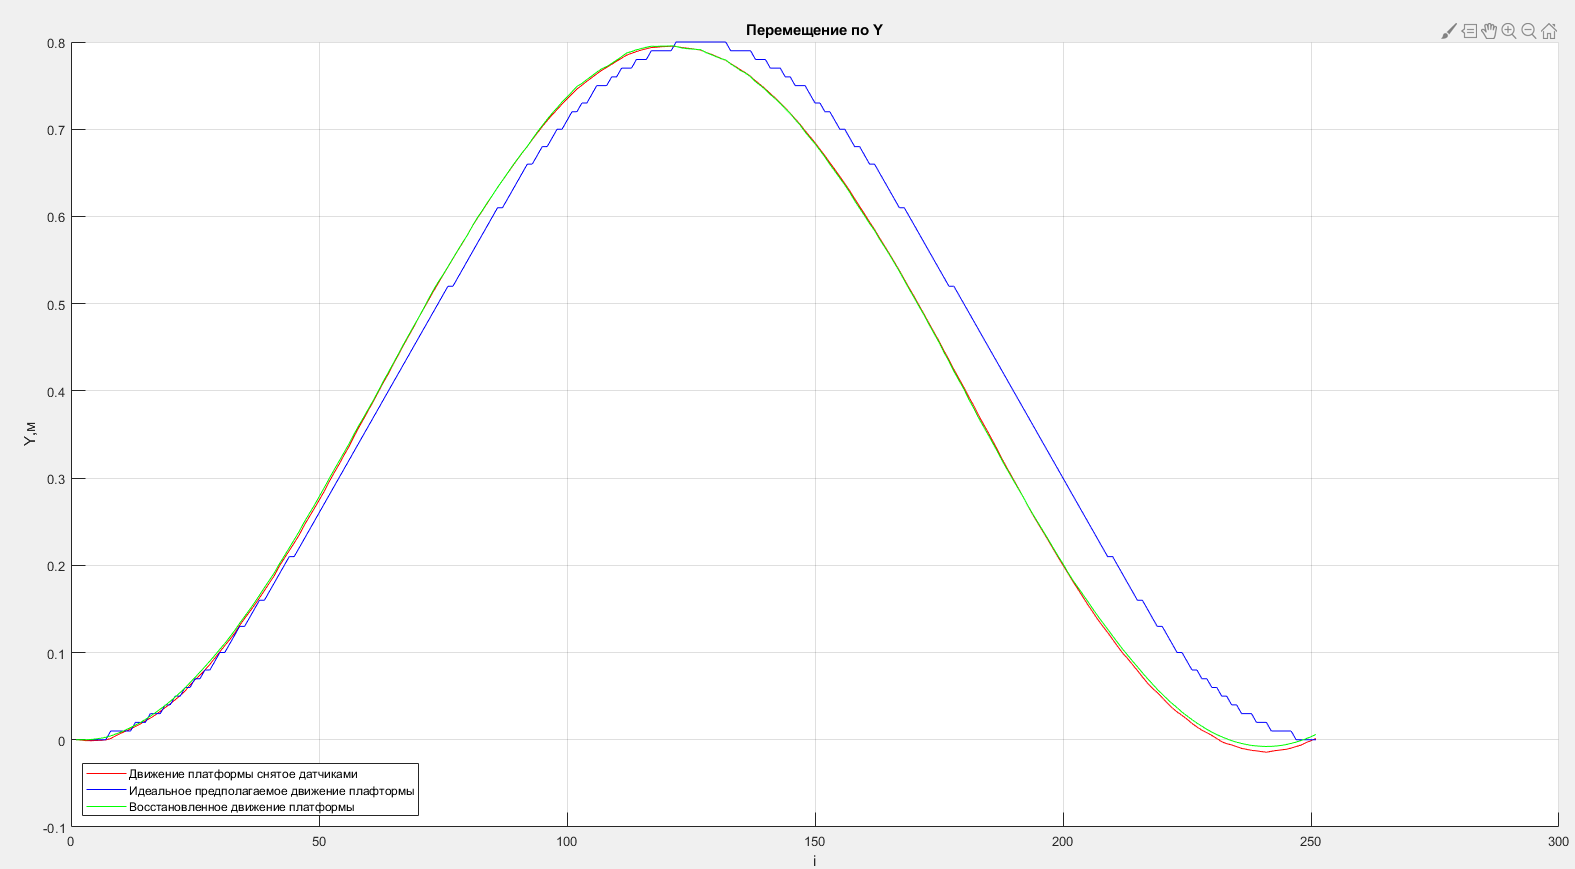 Перемещение по Y
0.8
0.7
0.6
0.5
0.4
0.3
0.2
0.1
0
-0.1
Y,м
Движение платформы снятое датчиками
Идеальное предполагаемое движение плафтормы
Восстановленное движение платформы
0 50 100 150 200 250 300
i